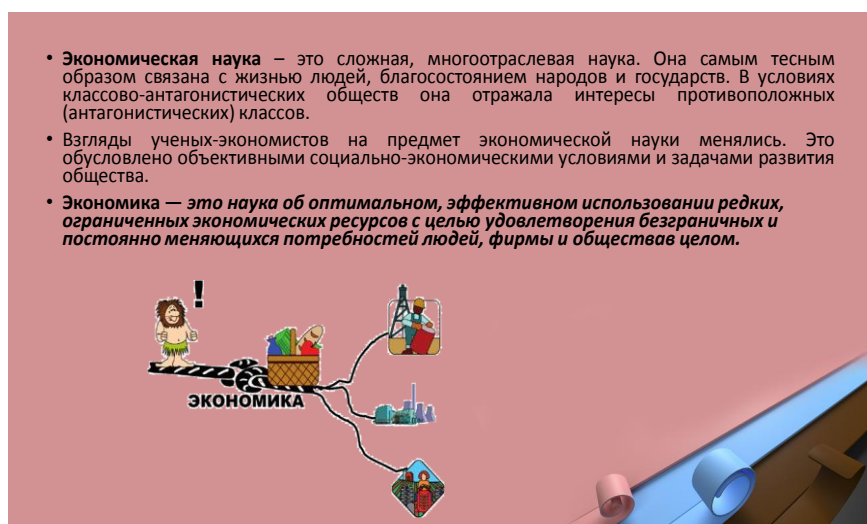 • Экономическая наука – это сложная, многоотраслевая наука. Она самым тесным
образом связана с жизнью людей, благосостоянием народов и государств. В условиях
классово-антагонистических обществ она отражала интересы противоположных
(антагонистических) классов.
• Взгляды ученых-экономистов на предмет экономической науки менялись. Это
обусловлено объективными социально-экономическими условиями и задачами развития
общества.
• Экономика — это наука об оптимальном, эффективном использовании редких,
ограниченных экономических ресурсов с целью удовлетворения безграничных и
постоянно меняющихся потребностей людей, фирмы и обществав целом.
!
ЭКОНОМИКА